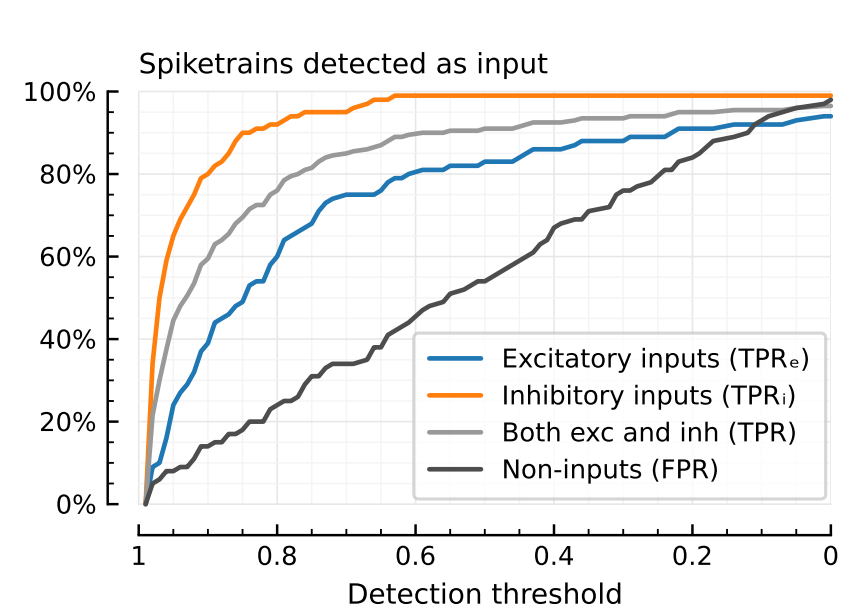 Spiketrains detected as input
100%
80%
60%
40%
20%
0%
Excitatory inputs (TPRₑ)
Inhibitory inputs (TPRᵢ)
Both exc and inh (TPR)
Non-inputs (FPR)
1 0.8 0.6 0.4 0.2 0
Detection threshold